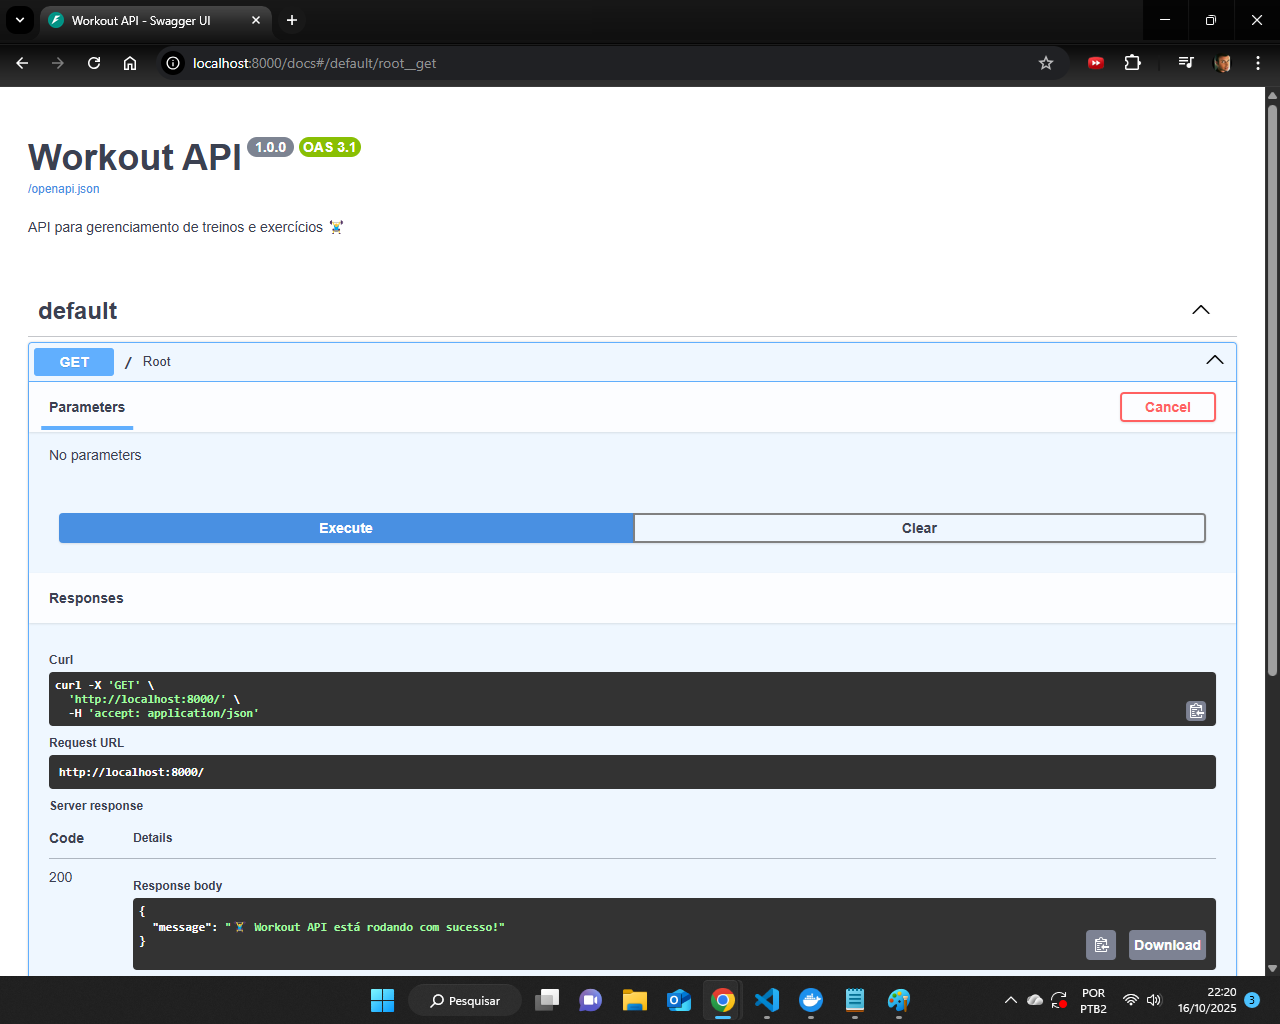 Workout API - Swagger UI
localhost:8000/docs#/default/root__get
Workout API 1.0.0 OAS 3.1
/openapi.json
API para gerenciamento de treinos e exercícios 🏋️
default
GET / Root
Parameters
Cancel
No parameters
Execute
Clear
Responses
Curl
curl -X 'GET' \
'http://localhost:8000/' \
-H 'accept: application/json'
Request URL
http://localhost:8000/
Server response
Code Details
200
Response body
{
"message": "🏋️ Workout API está rodando com sucesso!"
}
Download
Pesquisar
POR
PTB2
22:20
16/10/2025
3